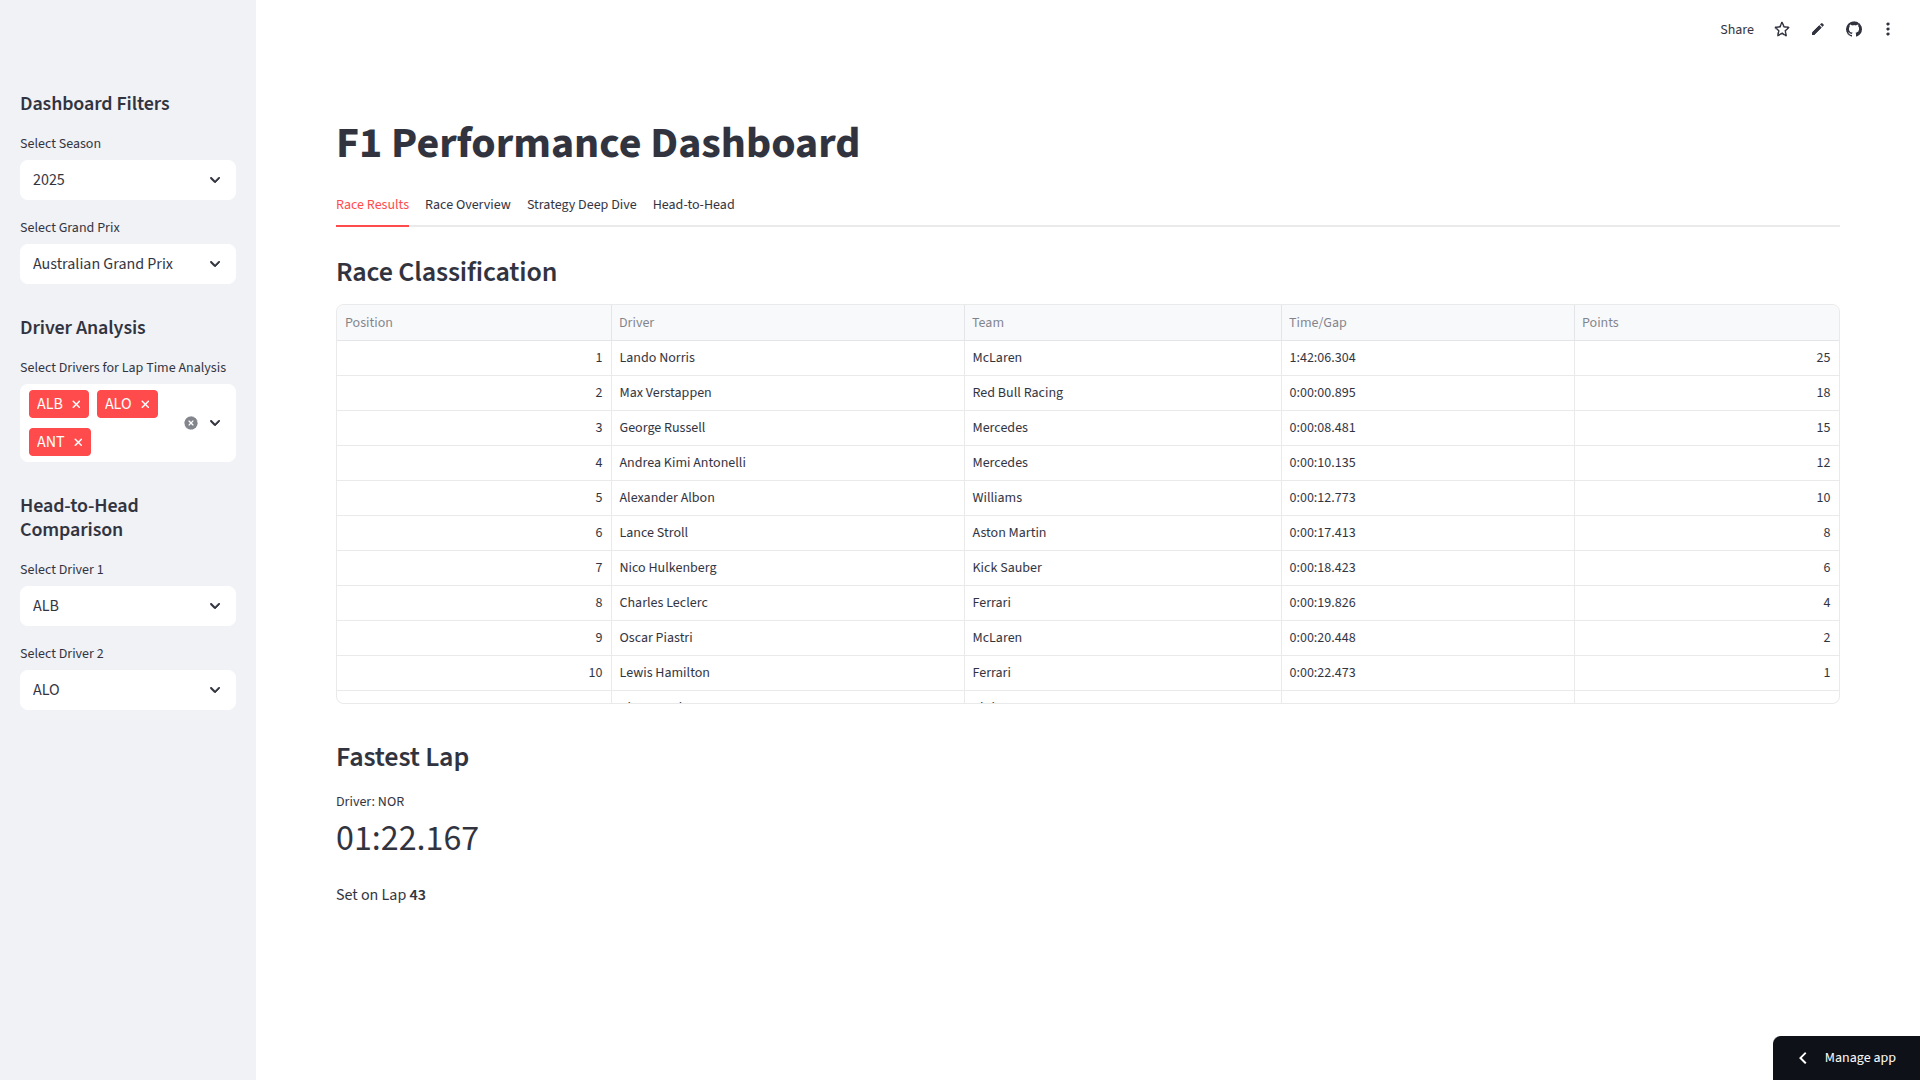 Share
Dashboard Filters
Select Season
2025
Select Grand Prix
Australian Grand Prix
Driver Analysis
Select Drivers for Lap Time Analysis
ALB ALO
ANT
Head-to-Head
Comparison
Select Driver 1
ALB
Select Driver 2
ALO
F1 Performance Dashboard
Race Results Race Overview Strategy Deep Dive Head-to-Head
Race Classification
Position Driver Team Time/Gap Points
1 Lando Norris McLaren 1:42:06.304 25
2 Max Verstappen Red Bull Racing 0:00:00.895 18
3 George Russell Mercedes 0:00:08.481 15
4 Andrea Kimi Antonelli Mercedes 0:00:10.135 12
5 Alexander Albon Williams 0:00:12.773 10
6 Lance Stroll Aston Martin 0:00:17.413 8
7 Nico Hulkenberg Kick Sauber 0:00:18.423 6
8 Charles Leclerc Ferrari 0:00:19.826 4
9 Oscar Piastri McLaren 0:00:20.448 2
10 Lewis Hamilton Ferrari 0:00:22.473 1
Fastest Lap
Driver: NOR
01:22.167
Set on Lap 43
Manage app